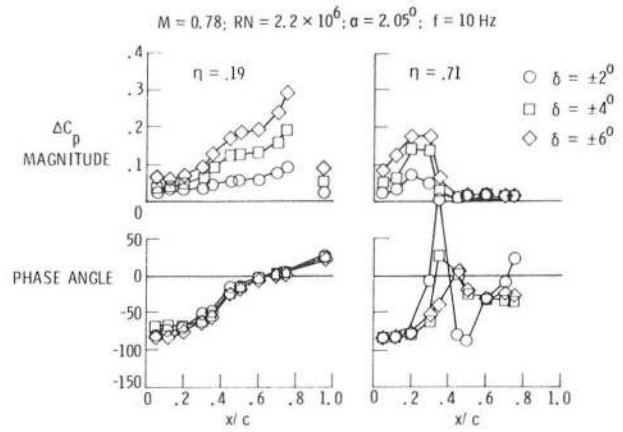 M = 0.78; RN = 2.2 × 10⁶; α = 2.05⁰; f = 10 Hz
.4
η = .19
η = .71
δ = ±2⁰
.3
δ = ±4⁰
ΔCp
.2
δ = ±6⁰
MAGNITUDE
.1
0
50
PHASE ANGLE
0
-50
-100
-150
0 .2 .4 .6 .8 1.0
0 .2 .4 .6 .8 1.0
x/c
x/c